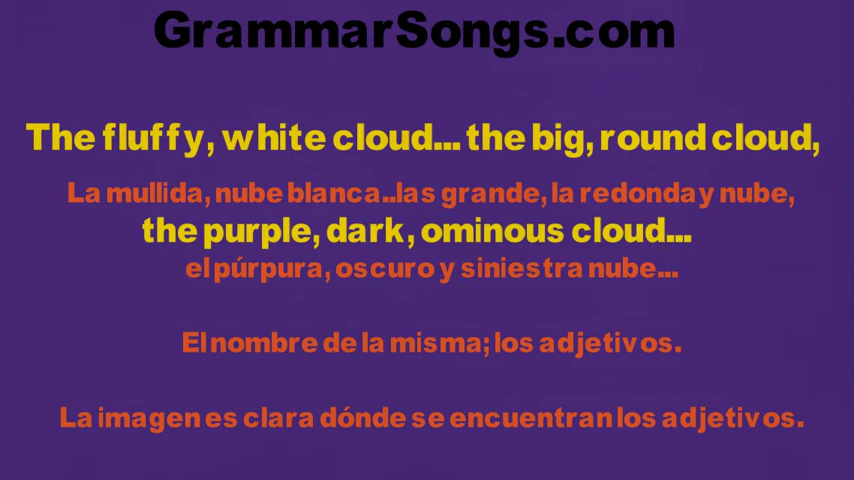 GrammarSongs.com
The fluffy, white cloud... the big, round cloud,
La mullida, nube blanca..las grande, la redonda y nube,
the purple, dark, ominous cloud...
el púrpura, oscuro y siniestra nube...
El nombre de la misma; los adjetivos.
La imagen es clara dónde se encuentran los adjetivos.